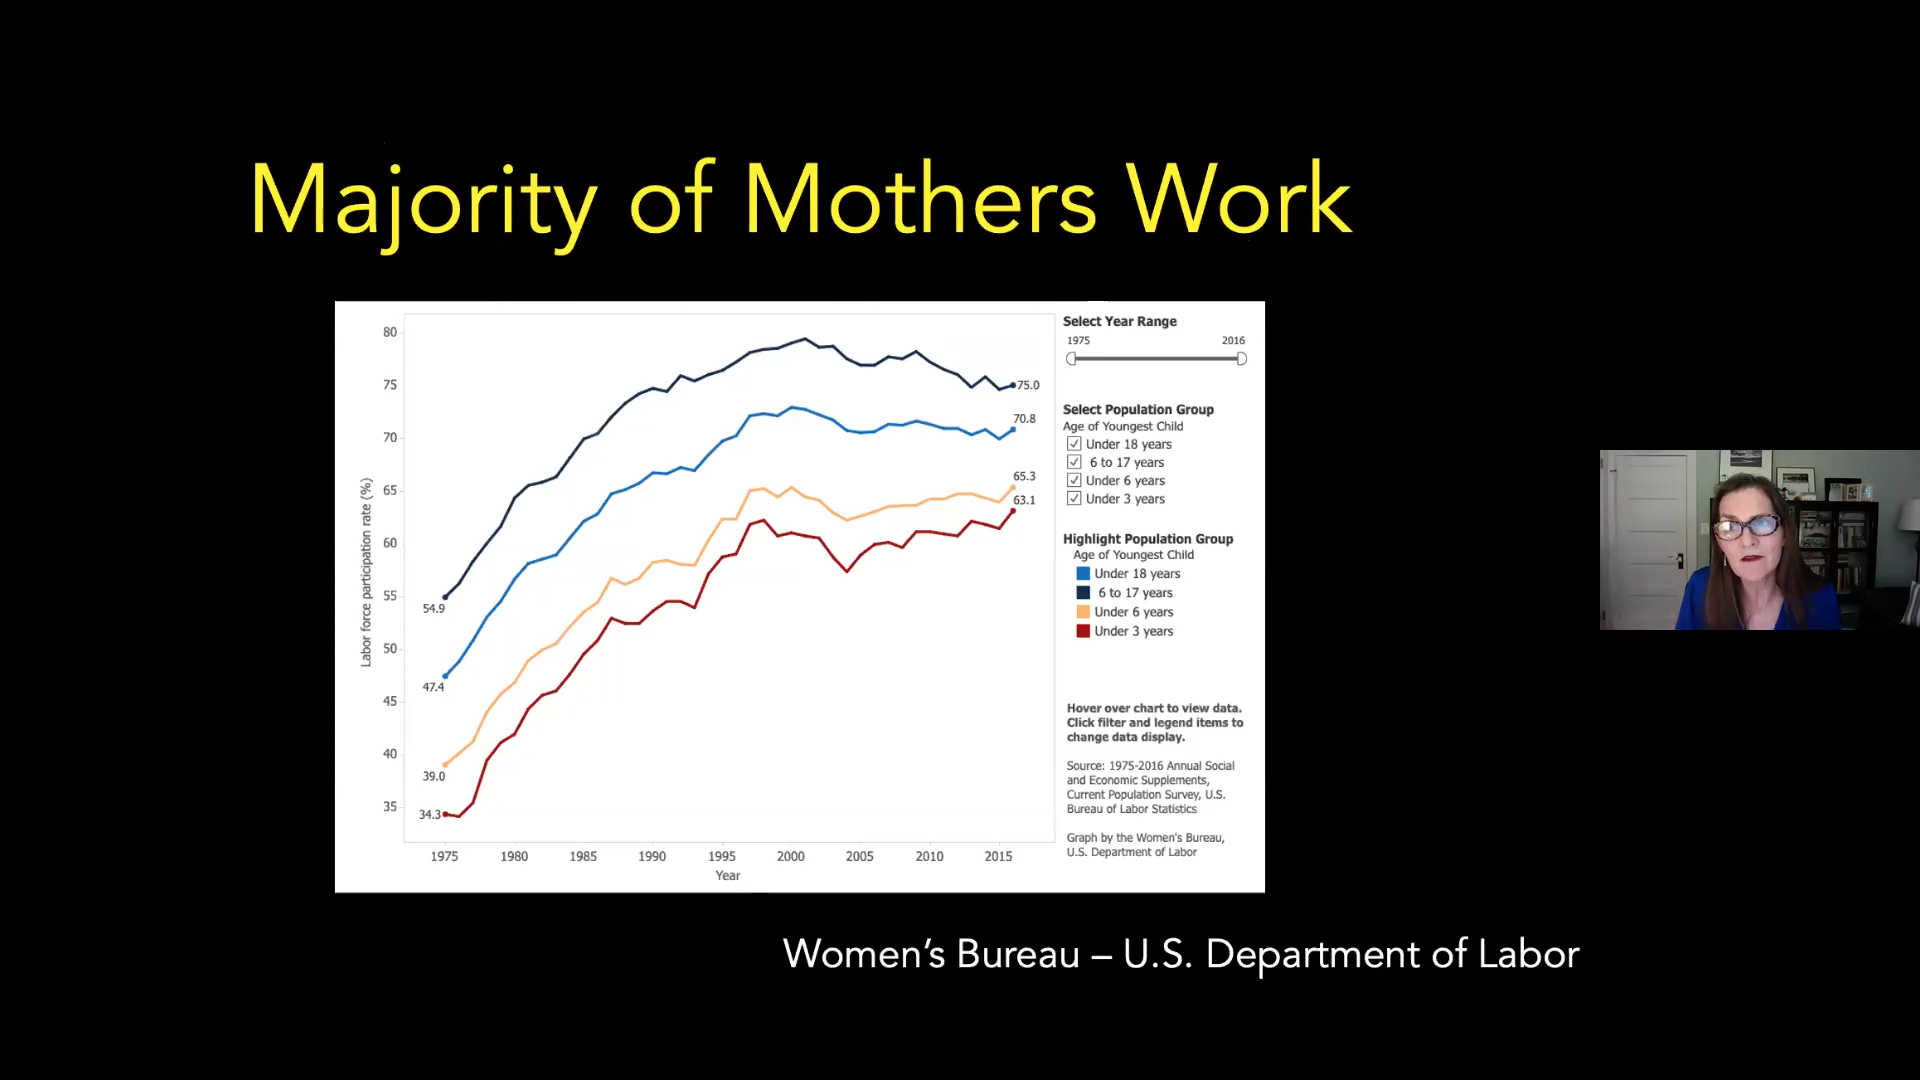 Majority of Mothers Work
80
75
70
65
60
55
50
45
40
35
Labor force participation rate (%)
54.9
47.4
39.0
34.3
75.0
70.8
65.3
63.1
1975
1980
1985
1990
1995
2000
2005
2010
2015
Year
Select Year Range
1975 2016
Select Population Group
Age of Youngest Child
Under 18 years
6 to 17 years
Under 6 years
Under 3 years
Highlight Population Group
Age of Youngest Child
Under 18 years
6 to 17 years
Under 6 years
Under 3 years
Hover over chart to view data.
Click filter and legend items to
change data display.
Source: 1975-2016 Annual Social
and Economic Supplements,
Current Population Survey, U.S.
Bureau of Labor Statistics
Graph by the Women's Bureau,
U.S. Department of Labor
Women’s Bureau – U.S. Department of Labor